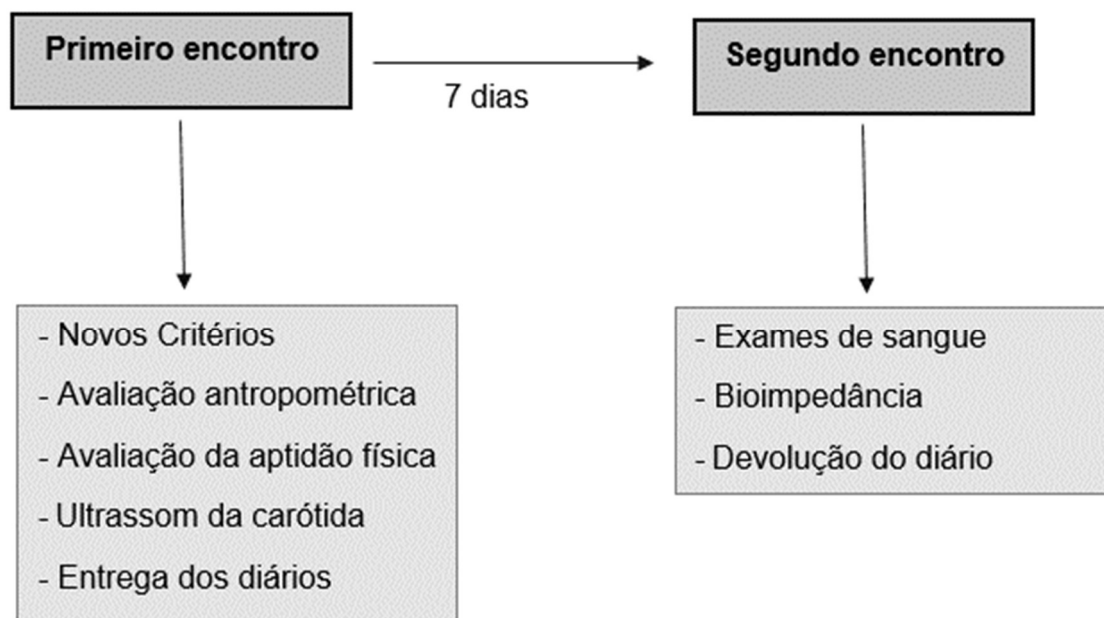 Primeiro encontro
7 dias
Segundo encontro
- Novos Critérios
- Avaliação antropométrica
- Avaliação da aptidão física
- Ultrassom da carótida
- Entrega dos diários
- Exames de sangue
- Bioimpedância
- Devolução do diário